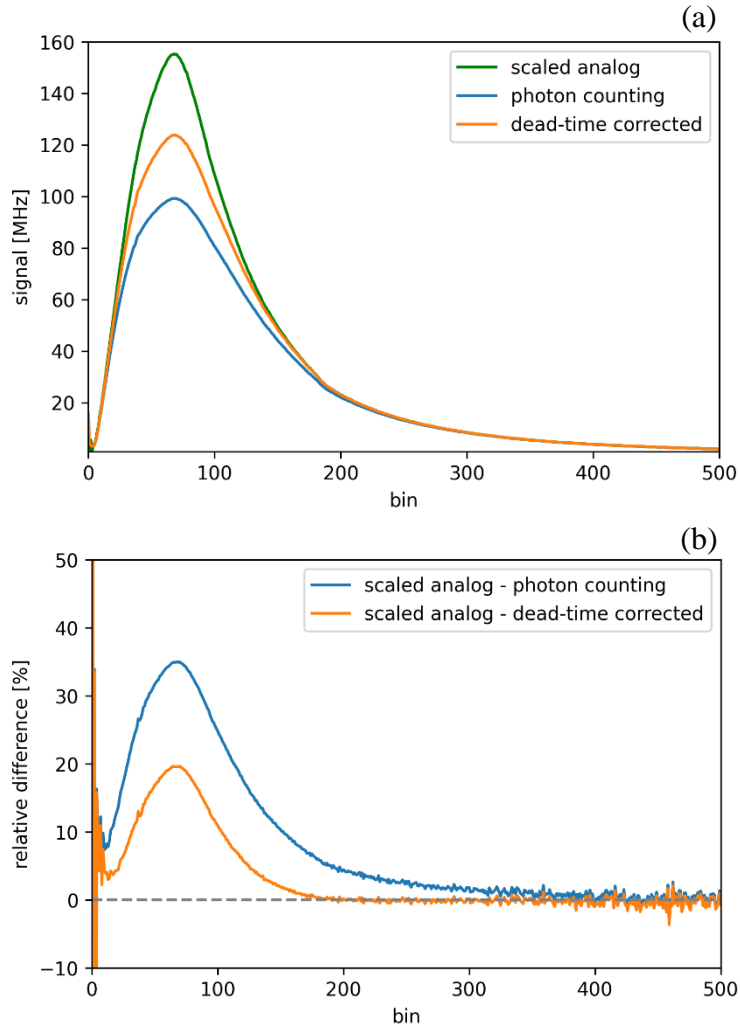 (a)
160
140
120
100
80
60
40
20
signal [MHz]
scaled analog
photon counting
dead-time corrected
0 100 200 300 400 500
bin
(b)
50
40
30
20
10
0
−10
relative difference [%]
scaled analog - photon counting
scaled analog - dead-time corrected
0 100 200 300 400 500
bin